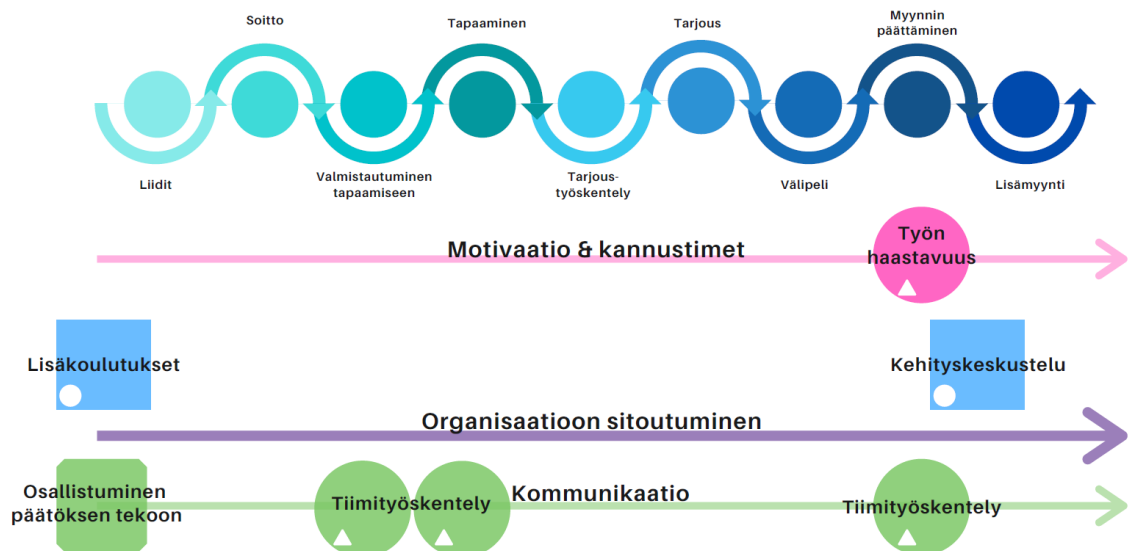 Soitto
Tapaaminen
Tarjous
Myynnin
päättäminen
Liidit
Valmistautuminen
tapaamiseen
Tarjous-
työskentely
Välipeli
Lisämyynti
Motivaatio & kannustimet
Työn
haastavuus
Lisäkoulutukset
Kehityskeskustelu
Organisaatioon sitoutuminen
Osallistuminen
päätöksen tekoon
Tiimityöskentely
Kommunikaatio
Tiimityöskentely